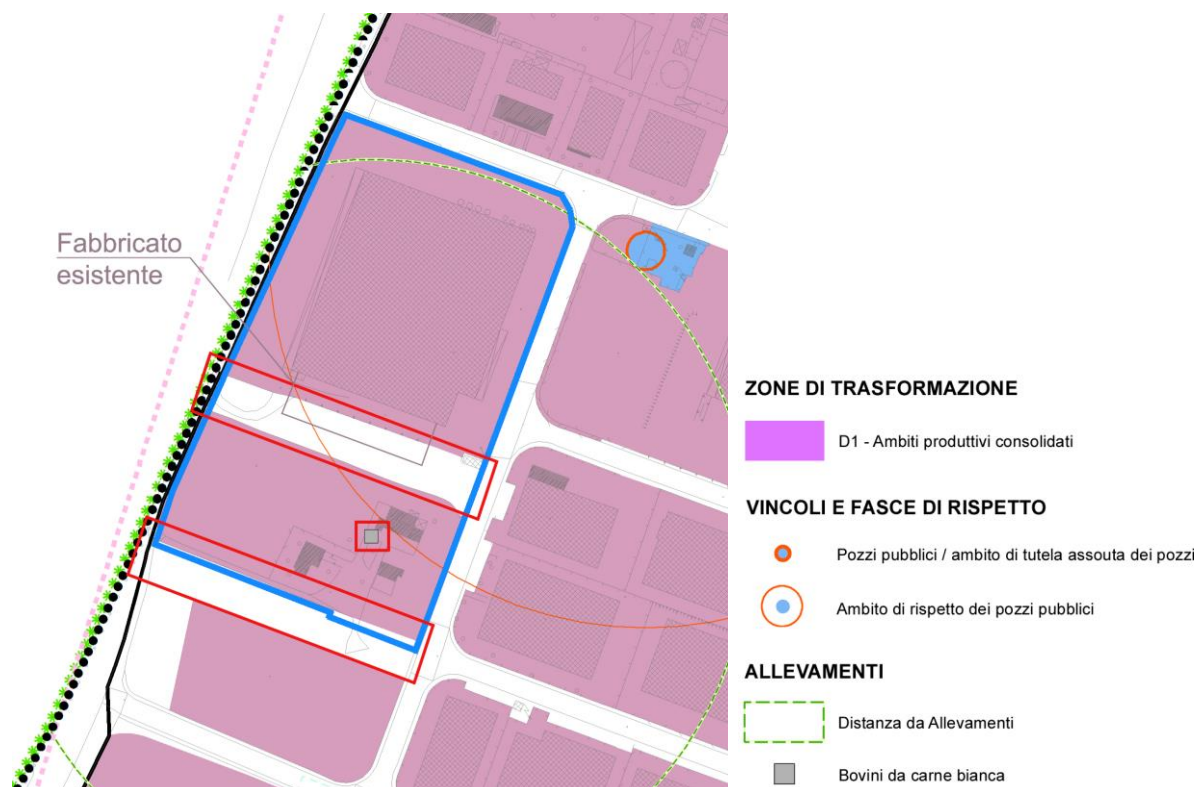 Fabbricato
esistente
ZONE DI TRASFORMAZIONE
D1 - Ambiti produttivi consolidati
VINCOLI E FASCE DI RISPETTO
Pozzi pubblici / ambito di tutela assouta dei pozzi
Ambito di rispetto dei pozzi pubblici
ALLEVAMENTI
Distanza da Allevamenti
Bovini da carne bianca